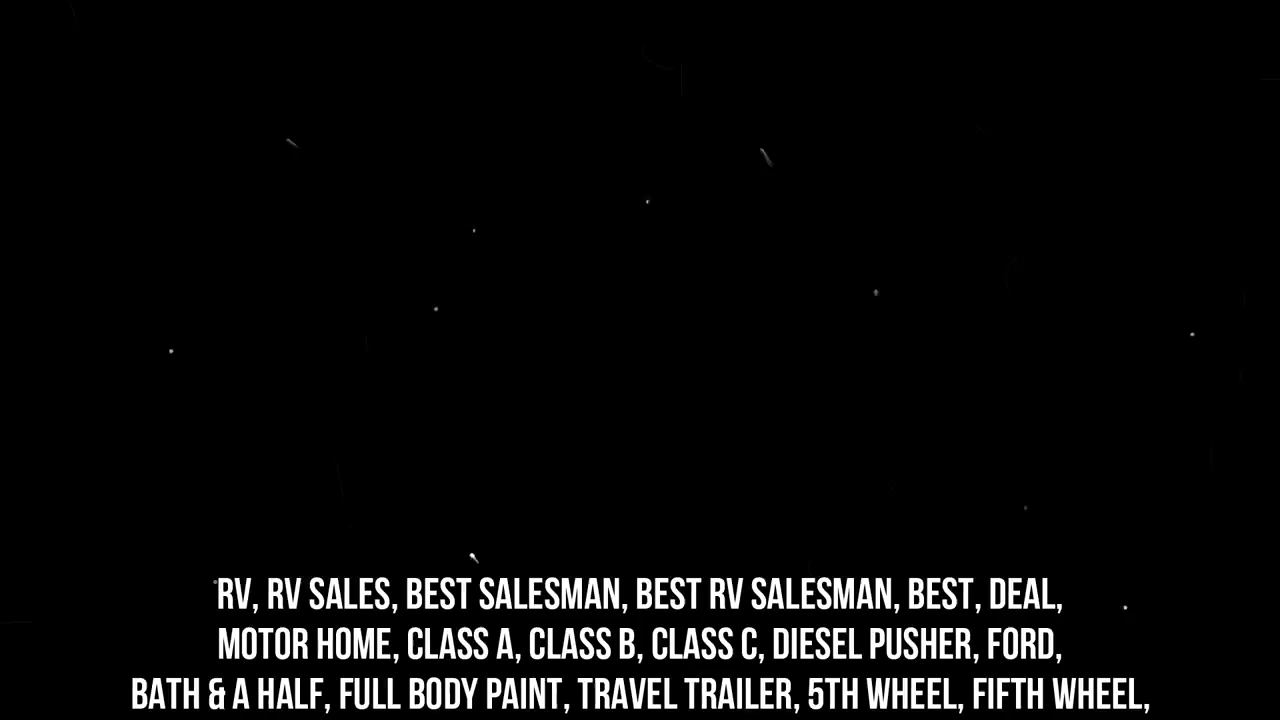 RV, RV SALES, BEST SALESMAN, BEST RV SALESMAN, BEST, DEAL,
MOTOR HOME, CLASS A, CLASS B, CLASS C, DIESEL PUSHER, FORD,
BATH & A HALF, FULL BODY PAINT, TRAVEL TRAILER, 5TH WHEEL, FIFTH WHEEL,